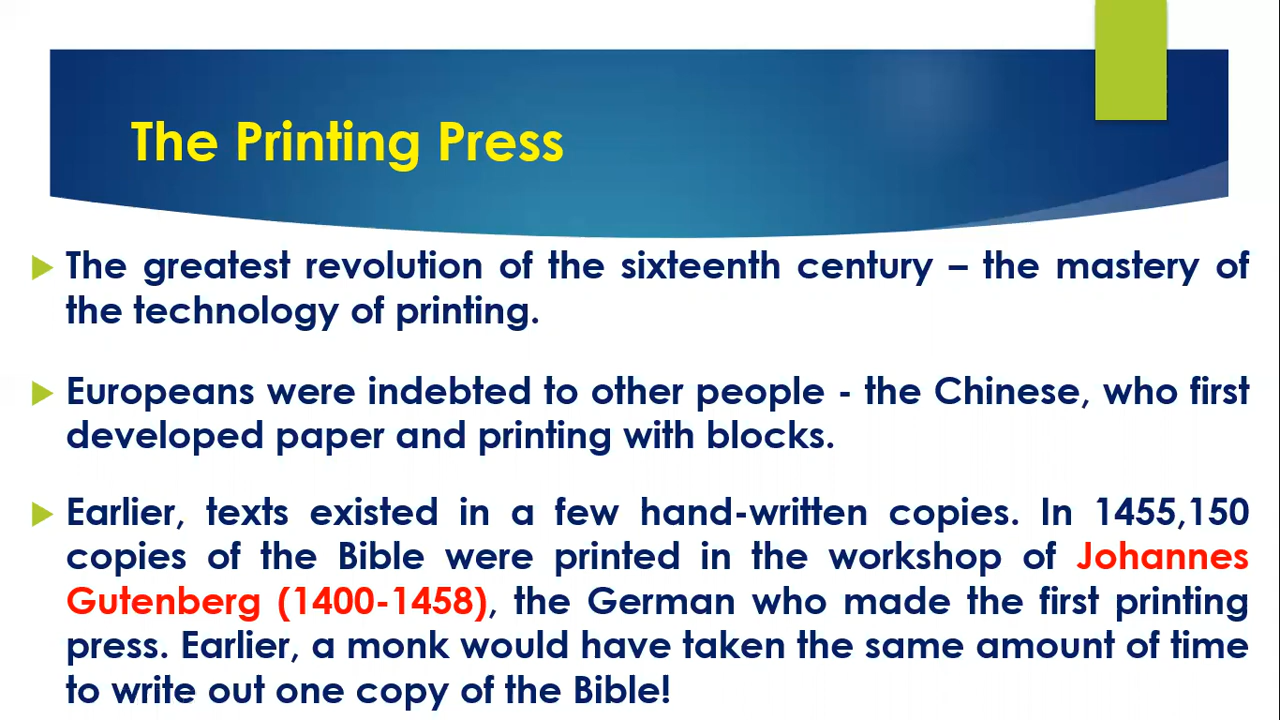 The Printing Press
The greatest revolution of the sixteenth century – the mastery of
the technology of printing.
Europeans were indebted to other people - the Chinese, who first
developed paper and printing with blocks.
Earlier, texts existed in a few hand-written copies. In 1455,150
copies of the Bible were printed in the workshop of Johannes
Gutenberg (1400-1458), the German who made the first printing
press. Earlier, a monk would have taken the same amount of time
to write out one copy of the Bible!